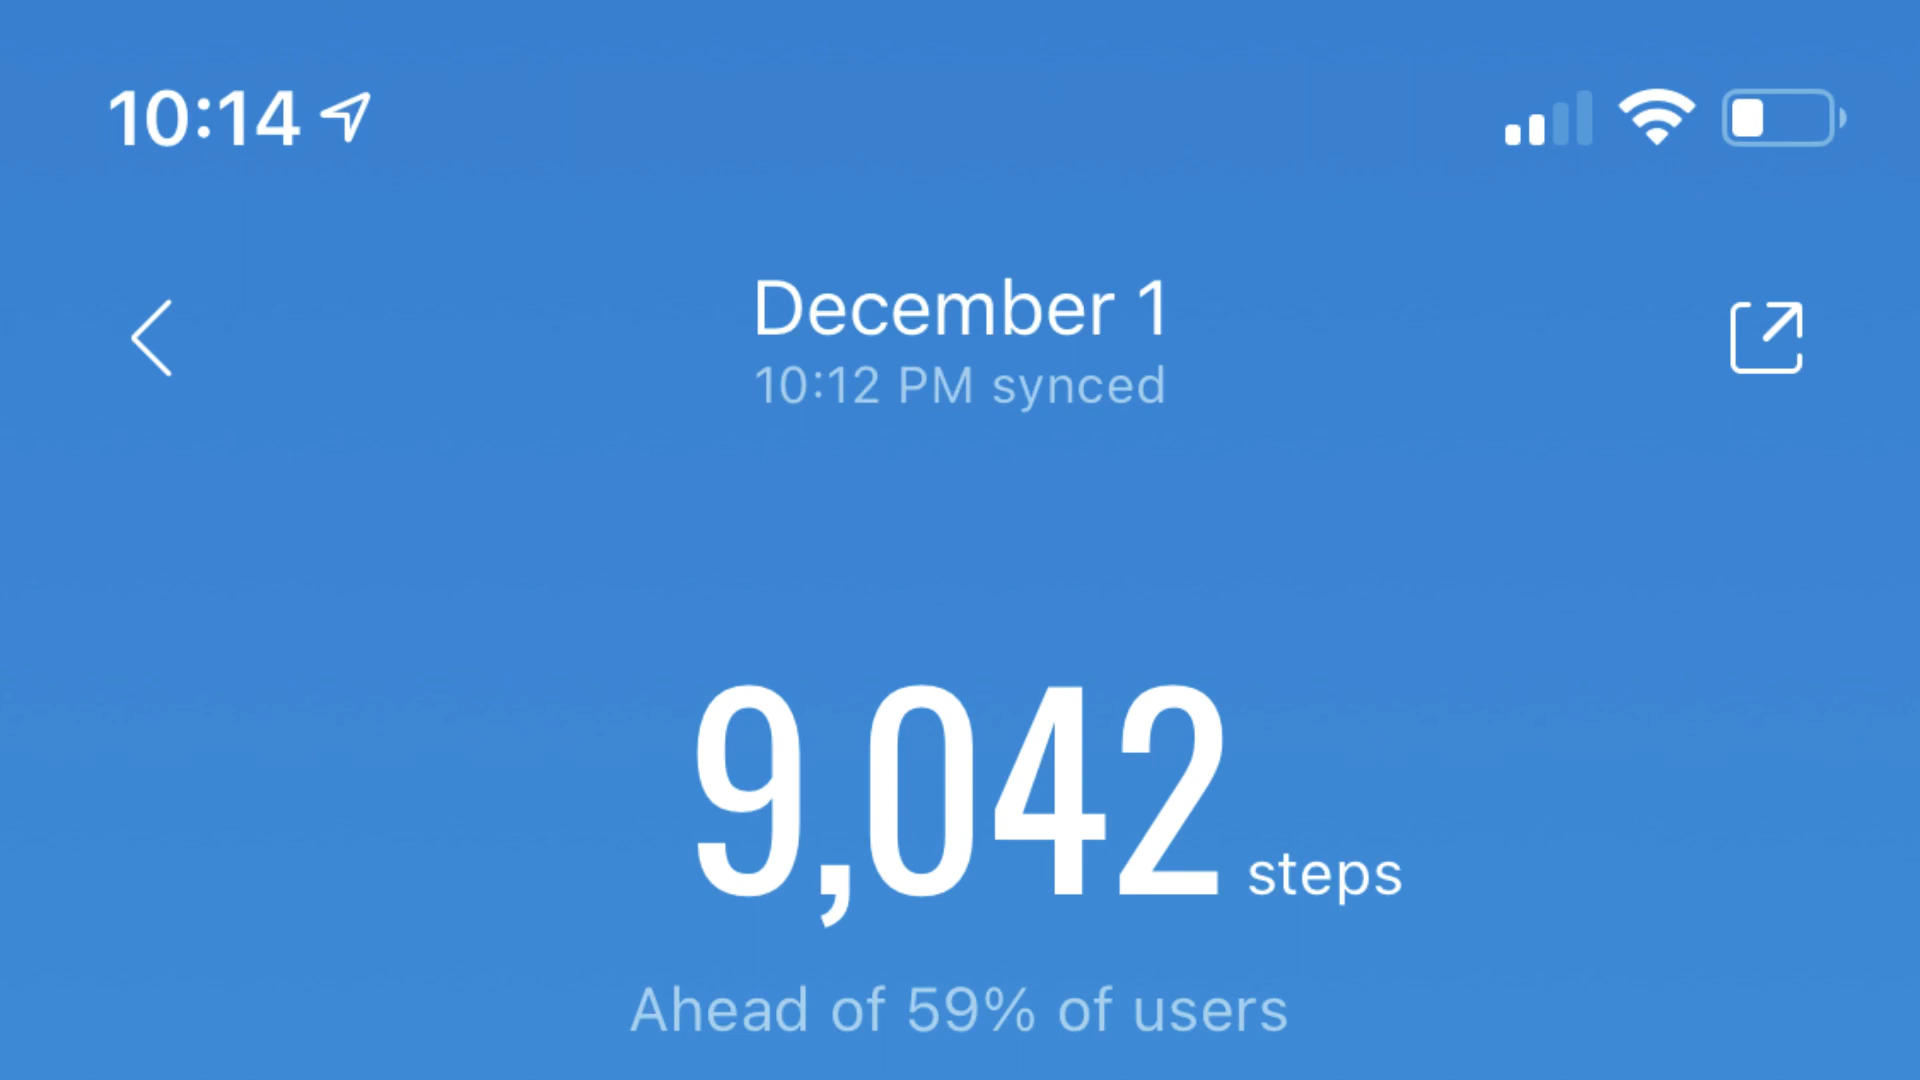 10:14
December 1
10:12 PM synced
9,042 steps
Ahead of 59% of users